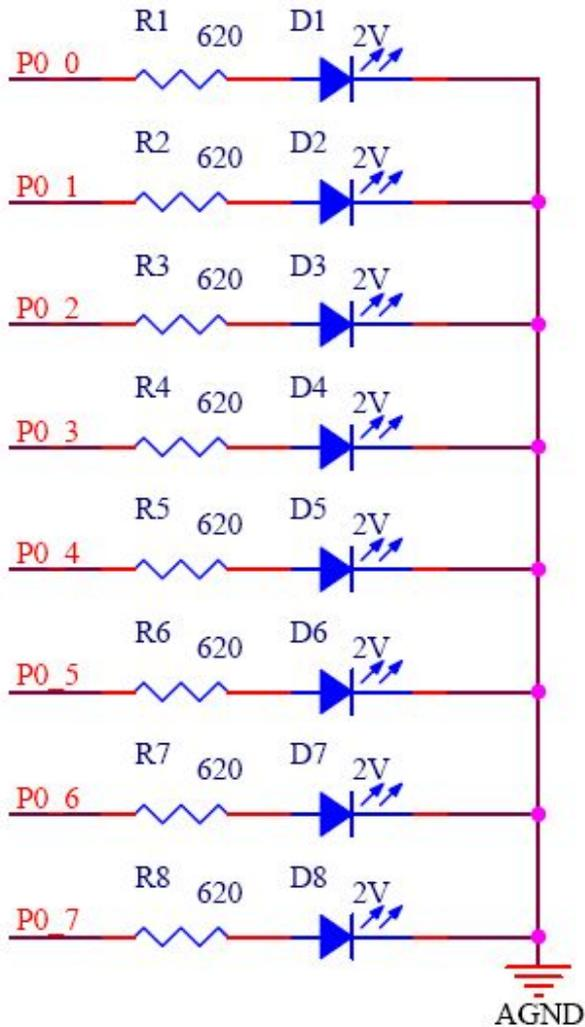 R1 620 D1 2V
P0_0
R2 620 D2 2V
P0_1
R3 620 D3 2V
P0_2
R4 620 D4 2V
P0_3
R5 620 D5 2V
P0_4
R6 620 D6 2V
P0_5
R7 620 D7 2V
P0_6
R8 620 D8 2V
P0_7
AGND